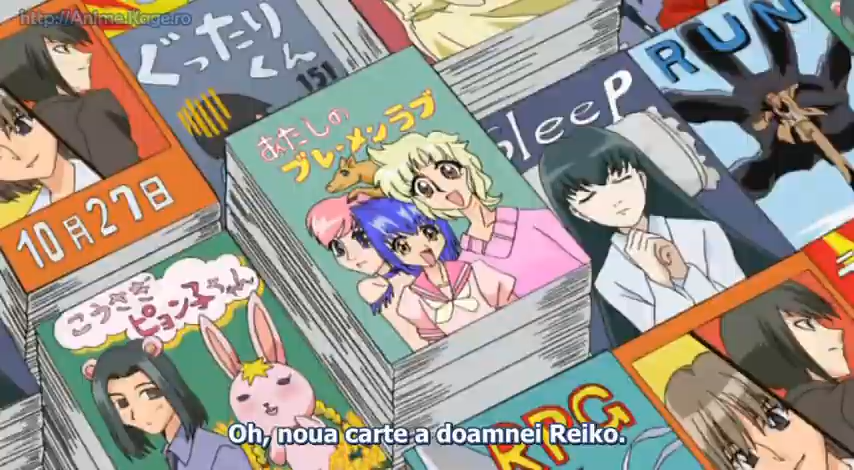 http://Anime.Kage.ro
ぐったり
くん
151
RUN
あたしの
ブレーメンラブ
Sleep
10月27日
こうさぎ
ピョン子ちゃん
RPG
Oh, noua carte a doamnei Reiko.